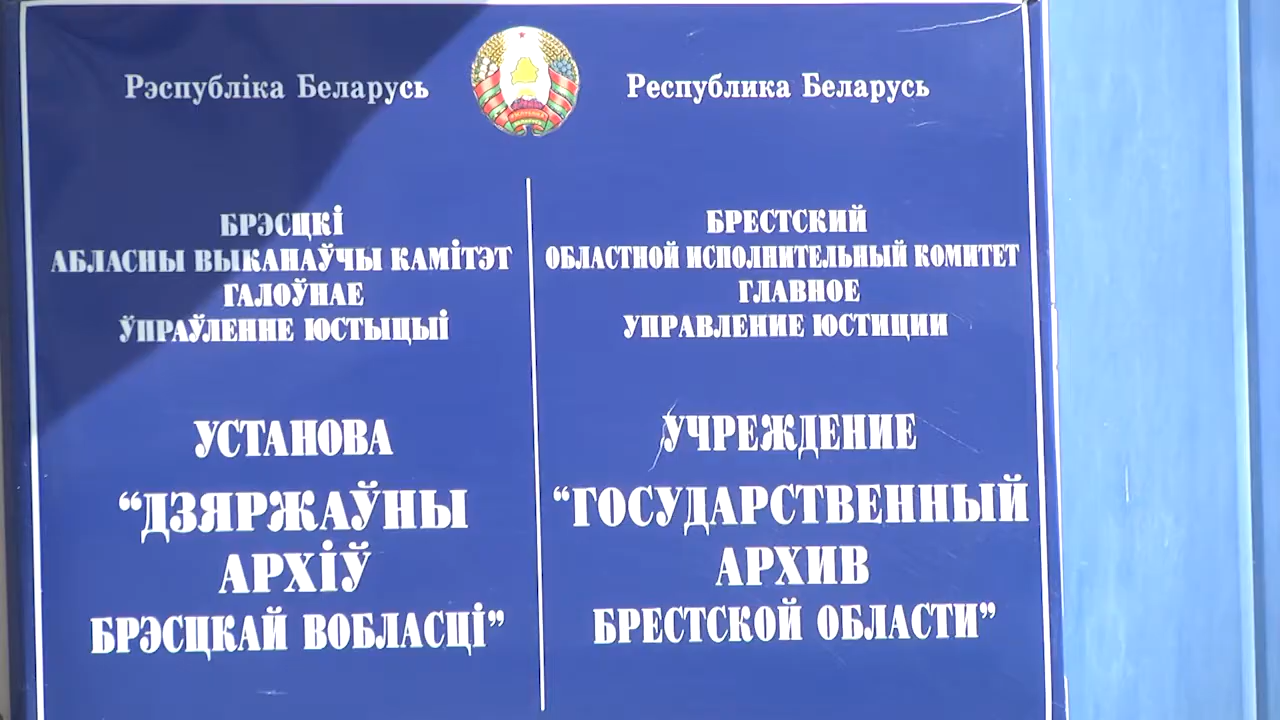 Рэспубліка Беларусь
БРЭСЦКІ
АБЛАСНЫ ВЫКАНАЎЧЫ КАМІТЭТ
ГАЛОЎНАЕ
ЎПРАЎЛЕННЕ ЮСТЫЦЫІ
УСТАНОВА
“ДЗЯРЖАЎНЫ
АРХІЎ
БРЭСЦКАЙ ВОБЛАСЦІ”
Республика Беларусь
БРЕСТСКИЙ
ОБЛАСТНОЙ ИСПОЛНИТЕЛЬНЫЙ КОМИТЕТ
ГЛАВНОЕ
УПРАВЛЕНИЕ ЮСТИЦИИ
УЧРЕЖДЕНИЕ
“ГОСУДАРСТВЕННЫЙ
АРХИВ
БРЕСТСКОЙ ОБЛАСТИ”